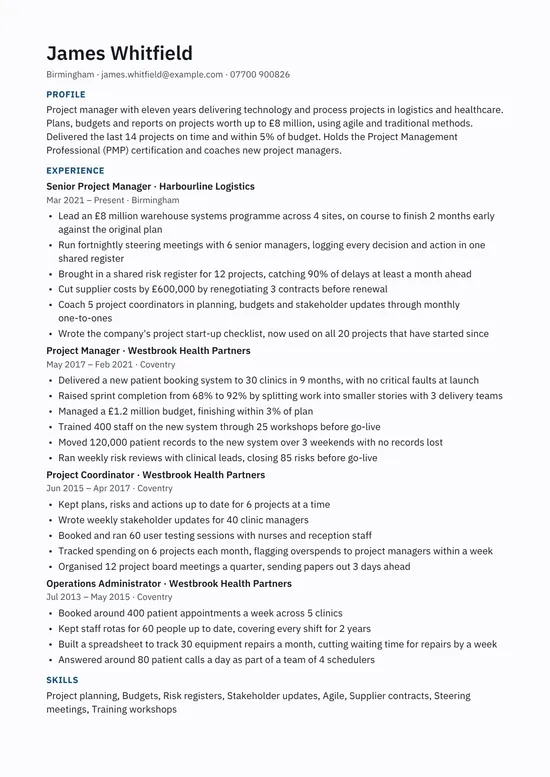 James Whitfield
Birmingham · james.whitfield@example.com · 07700 900826
PROFILE
Project manager with eleven years delivering technology and process projects in logistics and healthcare.
Plans, budgets and reports on projects worth up to £8 million, using agile and traditional methods.
Delivered the last 14 projects on time and within 5% of budget. Holds the Project Management
Professional (PMP) certification and coaches new project managers.
EXPERIENCE
Senior Project Manager · Harbourline Logistics
Mar 2021 – Present · Birmingham
• Lead an £8 million warehouse systems programme across 4 sites, on course to finish 2 months early
against the original plan
• Run fortnightly steering meetings with 6 senior managers, logging every decision and action in one
shared register
• Brought in a shared risk register for 12 projects, catching 90% of delays at least a month ahead
• Cut supplier costs by £600,000 by renegotiating 3 contracts before renewal
• Coach 5 project coordinators in planning, budgets and stakeholder updates through monthly
one-to-ones
• Wrote the company's project start-up checklist, now used on all 20 projects that have started since
Project Manager · Westbrook Health Partners
May 2017 – Feb 2021 · Coventry
• Delivered a new patient booking system to 30 clinics in 9 months, with no critical faults at launch
• Raised sprint completion from 68% to 92% by splitting work into smaller stories with 3 delivery teams
• Managed a £1.2 million budget, finishing within 3% of plan
• Trained 400 staff on the new system through 25 workshops before go-live
• Moved 120,000 patient records to the new system over 3 weekends with no records lost
• Ran weekly risk reviews with clinical leads, closing 85 risks before go-live
Project Coordinator · Westbrook Health Partners
Jun 2015 – Apr 2017 · Coventry
• Kept plans, risks and actions up to date for 6 projects at a time
• Wrote weekly stakeholder updates for 40 clinic managers
• Booked and ran 60 user testing sessions with nurses and reception staff
• Tracked spending on 6 projects each month, flagging overspends to project managers within a week
• Organised 12 project board meetings a quarter, sending papers out 3 days ahead
Operations Administrator · Westbrook Health Partners
Jul 2013 – May 2015 · Coventry
• Booked around 400 patient appointments a week across 5 clinics
• Kept staff rotas for 60 people up to date, covering every shift for 2 years
• Built a spreadsheet to track 30 equipment repairs a month, cutting waiting time for repairs by a week
• Answered around 80 patient calls a day as part of a team of 4 schedulers
SKILLS
Project planning, Budgets, Risk registers, Stakeholder updates, Agile, Supplier contracts, Steering
meetings, Training workshops